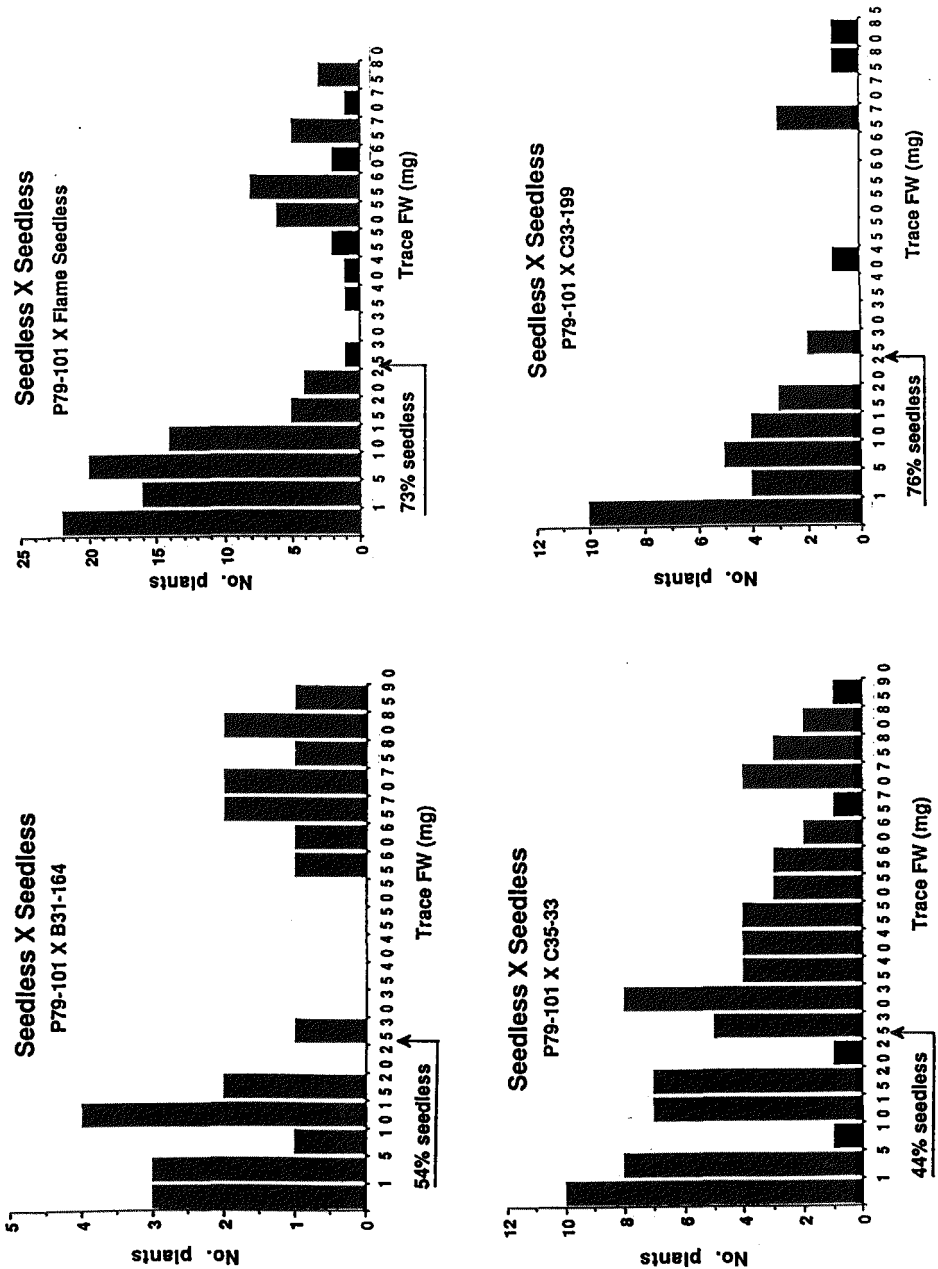 Seedless X Seedless
P79-101 X B31-164
No. plants
5
4
3
2
1
0
1 5 10 15 20 25 30 35 40 45 50 55 60 65 70 75 80 85 90
Trace FW (mg)
54% seedless
Seedless X Seedless
P79-101 X Flame Seedless
No. plants
25
20
15
10
5
0
1 5 10 15 20 25 30 35 40 45 50 55 60 65 70 75 80
Trace FW (mg)
73% seedless
Seedless X Seedless
P79-101 X C35-33
No. plants
12
10
8
6
4
2
0
1 5 10 15 20 25 30 35 40 45 50 55 60 65 70 75 80 85 90
Trace FW (mg)
44% seedless
Seedless X Seedless
P79-101 X C33-199
No. plants
12
10
8
6
4
2
0
1 5 10 15 20 25 30 35 40 45 50 55 60 65 70 75 80 85
Trace FW (mg)
76% seedless